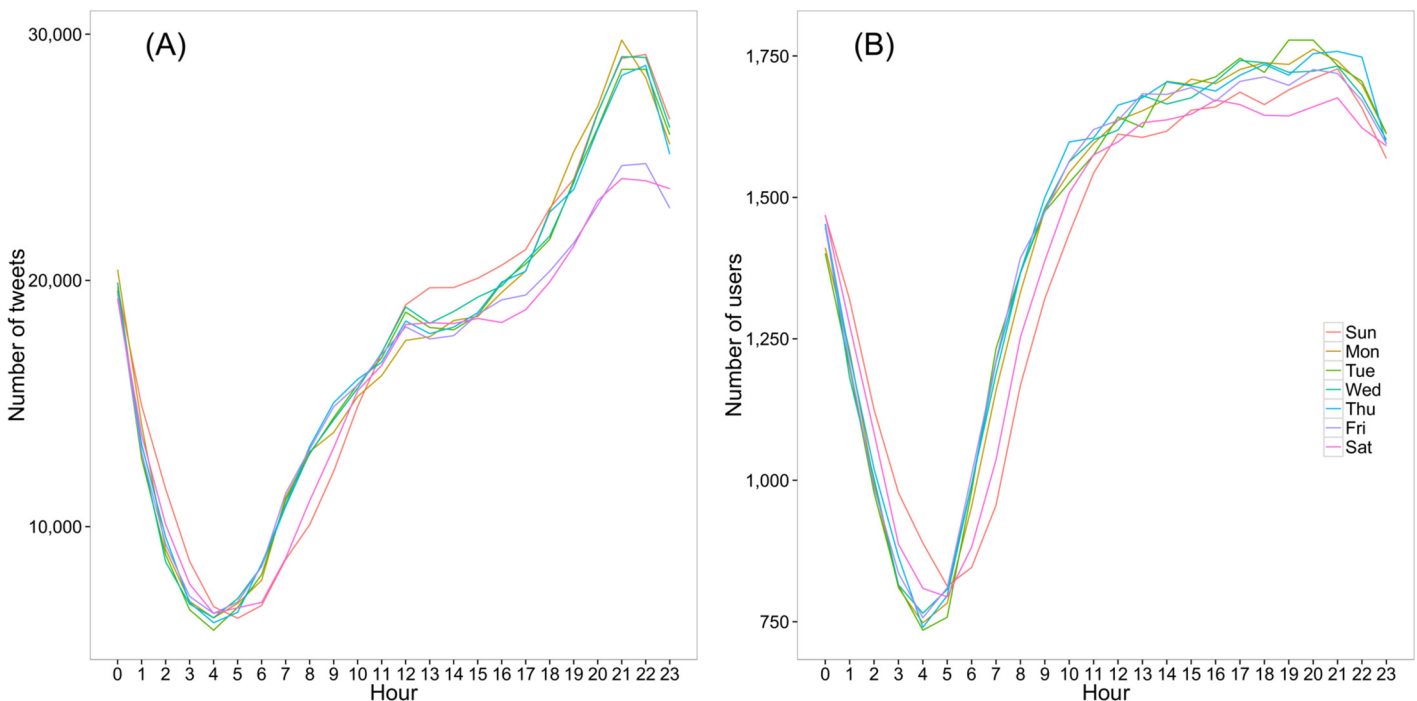 (A)
30,000
20,000
10,000
Number of tweets
0 1 2 3 4 5 6 7 8 9 10 11 12 13 14 15 16 17 18 19 20 21 22 23
Hour
(B)
1,750
1,500
1,250
1,000
750
Number of users
Sun
Mon
Tue
Wed
Thu
Fri
Sat
0 1 2 3 4 5 6 7 8 9 10 11 12 13 14 15 16 17 18 19 20 21 22 23
Hour